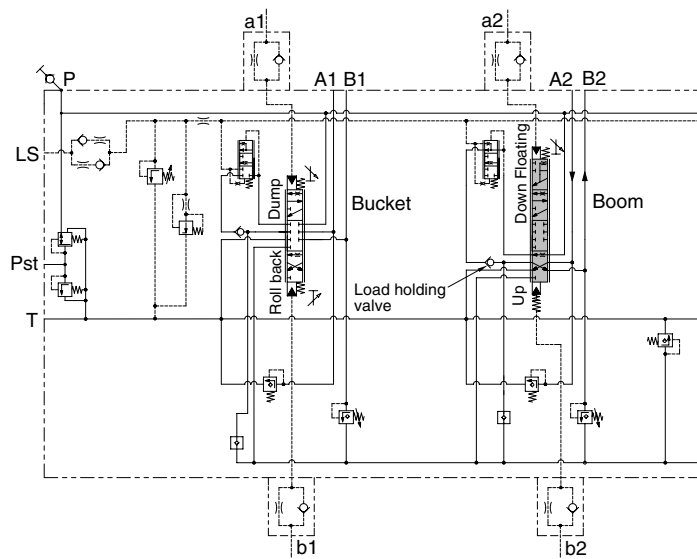 a1
a2
P
A1 B1
A2 B2
LS
Dump
Bucket
Down Floating
Boom
Pst
Roll back
Load holding
valve
Up
T
b1
b2